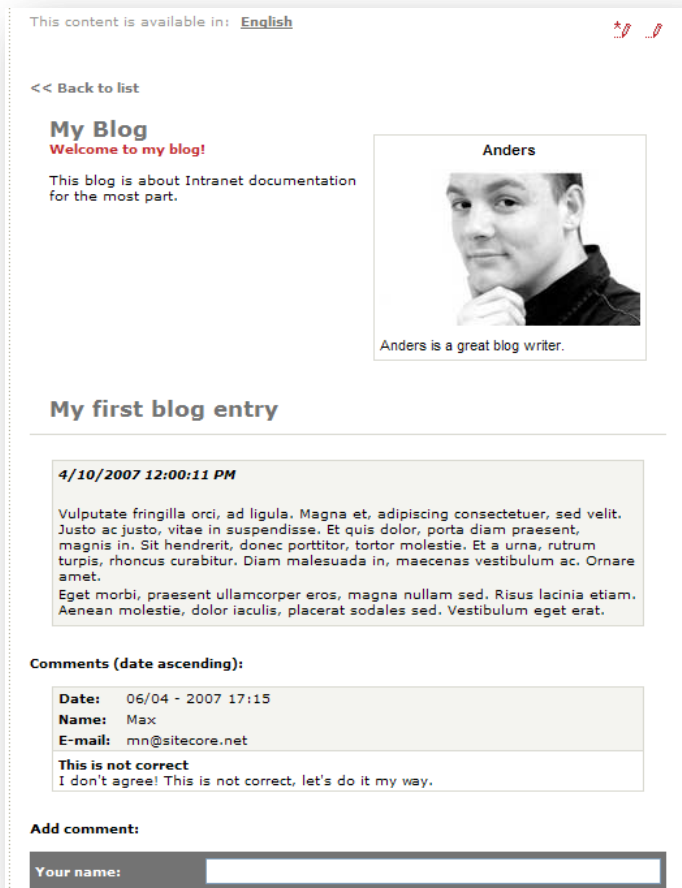 This content is available in: English
<< Back to list
My Blog
Welcome to my blog!
This blog is about Intranet documentation
for the most part.
Anders
Anders is a great blog writer.
My first blog entry
4/10/2007 12:00:11 PM
Vulputate fringilla orci, ad ligula. Magna et, adipiscing consectetuer, sed velit.
Justo ac justo, vitae in suspendisse. Et quis dolor, porta diam praesent,
magnis in. Sit hendrerit, donec porttitor, tortor molestie. Et a urna, rutrum
turpis, rhoncus curabitur. Diam malesuada in, maecenas vestibulum ac. Ornare
amet.
Eget morbi, praesent ullamcorper eros, magna nullam sed. Risus lacinia etiam.
Aenean molestie, dolor iaculis, placerat sodales sed. Vestibulum eget erat.
Comments (date ascending):
Date: 06/04 - 2007 17:15
Name: Max
E-mail: mn@sitecore.net
This is not correct
I don't agree! This is not correct, let's do it my way.
Add comment:
Your name: